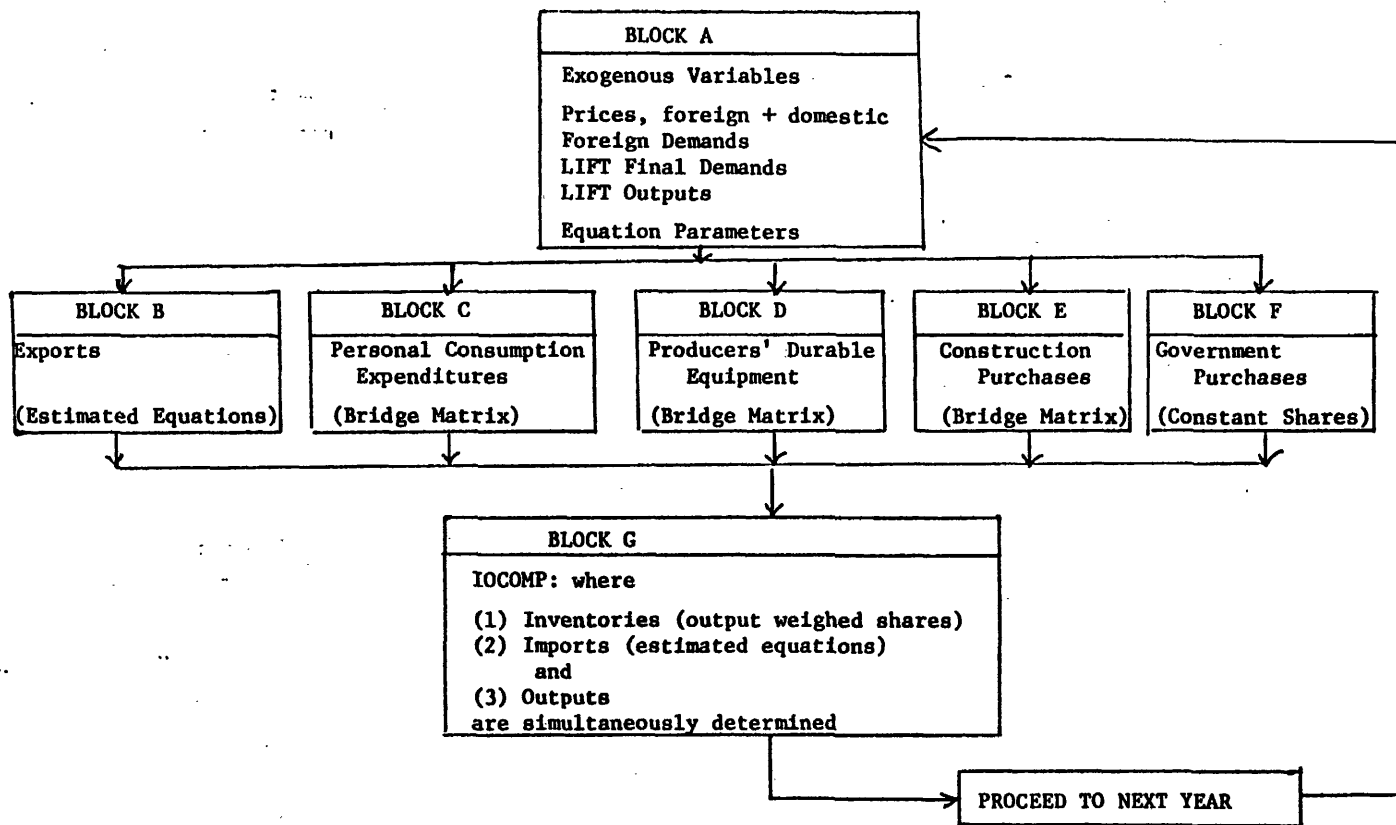 BLOCK A
Exogenous Variables
Prices, foreign + domestic
Foreign Demands
LIFT Final Demands
LIFT Outputs
Equation Parameters
BLOCK B
Exports
(Estimated Equations)
BLOCK C
Personal Consumption
Expenditures
(Bridge Matrix)
BLOCK D
Producers' Durable
Equipment
(Bridge Matrix)
BLOCK E
Construction
Purchases
(Bridge Matrix)
BLOCK F
Government
Purchases
(Constant Shares)
BLOCK G
IOCOMP: where
(1) Inventories (output weighed shares)
(2) Imports (estimated equations)
and
(3) Outputs
are simultaneously determined
PROCEED TO NEXT YEAR